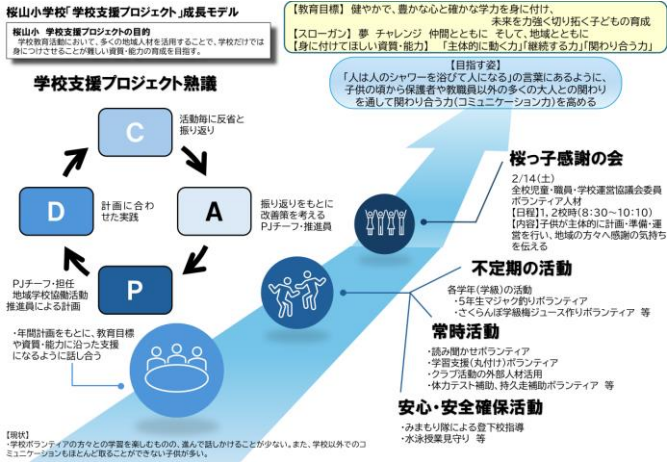 桜山小学校「学校支援プロジェクト」成長モデル
桜山小　学校支援プロジェクトの目的
学校教育活動において、多くの地域人材を活用することで、学校だけでは
身につけさせることが難しい資質・能力の育成を目指す。
【教育目標】 健やかで、豊かな心と確かな学力を身に付け、
未来を力強く切り拓く子どもの育成
【スローガン】 夢 チャレンジ 仲間とともに そして、地域とともに
【身に付けてほしい資質・能力】 「主体的に動く力」「継続する力」「関わり合う力」
【目指す姿】
「人は人のシャワーを浴びて人になる」の言葉にあるように、
子供の頃から保護者や教職員以外の多くの大人との関わり
を通して関わり合う力(コミュニケーション力)を高める
学校支援プロジェクト熟議
C
活動毎に反省と
振り返り
D
計画に合わ
せた実践
A
振り返りをもとに
改善策を考える
PJチーフ・推進員
P
PJチーフ・担任
地域学校協働活動
推進員による計画
・年間計画をもとに、教育目標
や資質・能力に沿った支援
になるように話し合う
桜っ子感謝の会
2/14(土)
全校児童・職員・学校運営協議会委員
ボランティア人材
【日程】1,2校時(8:30~10:10)
【内容】子供が主体的に計画・準備・運
営を行い、地域の方々へ感謝の気持ち
を伝える
不定期の活動
各学年(学級)の活動
・5年生マジャク釣りボランティア
・さくらんぼ学級梅ジュース作りボランティア 等
常時活動
・読み聞かせボランティア
・学習支援(丸付け)ボランティア
・クラブ活動の外部人材活用
・体力テスト補助、持久走補助ボランティア 等
安心・安全確保活動
・みまもり隊による登下校指導
・水泳授業見守り 等
【現状】
・学校ボランティアの方々との学習を楽しむものの、進んで話しかけることが少ない。また、学校以外でのコ
ミュニケーションもほとんど取ることができない子供が多い。